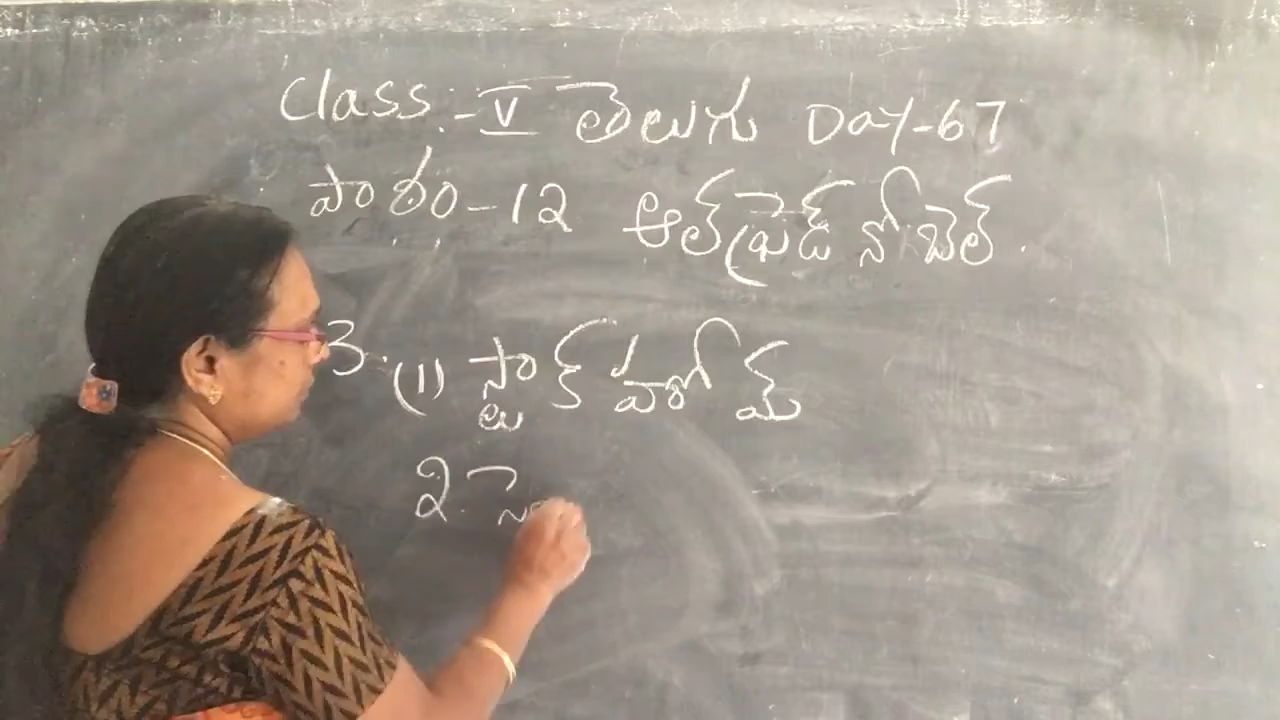 Class :- V తెలుగు Day-67
పాఠం-12 ఆల్‌ఫ్రెడ్ నోబెల్.
3. (1) స్టాక్ హోమ్
2.